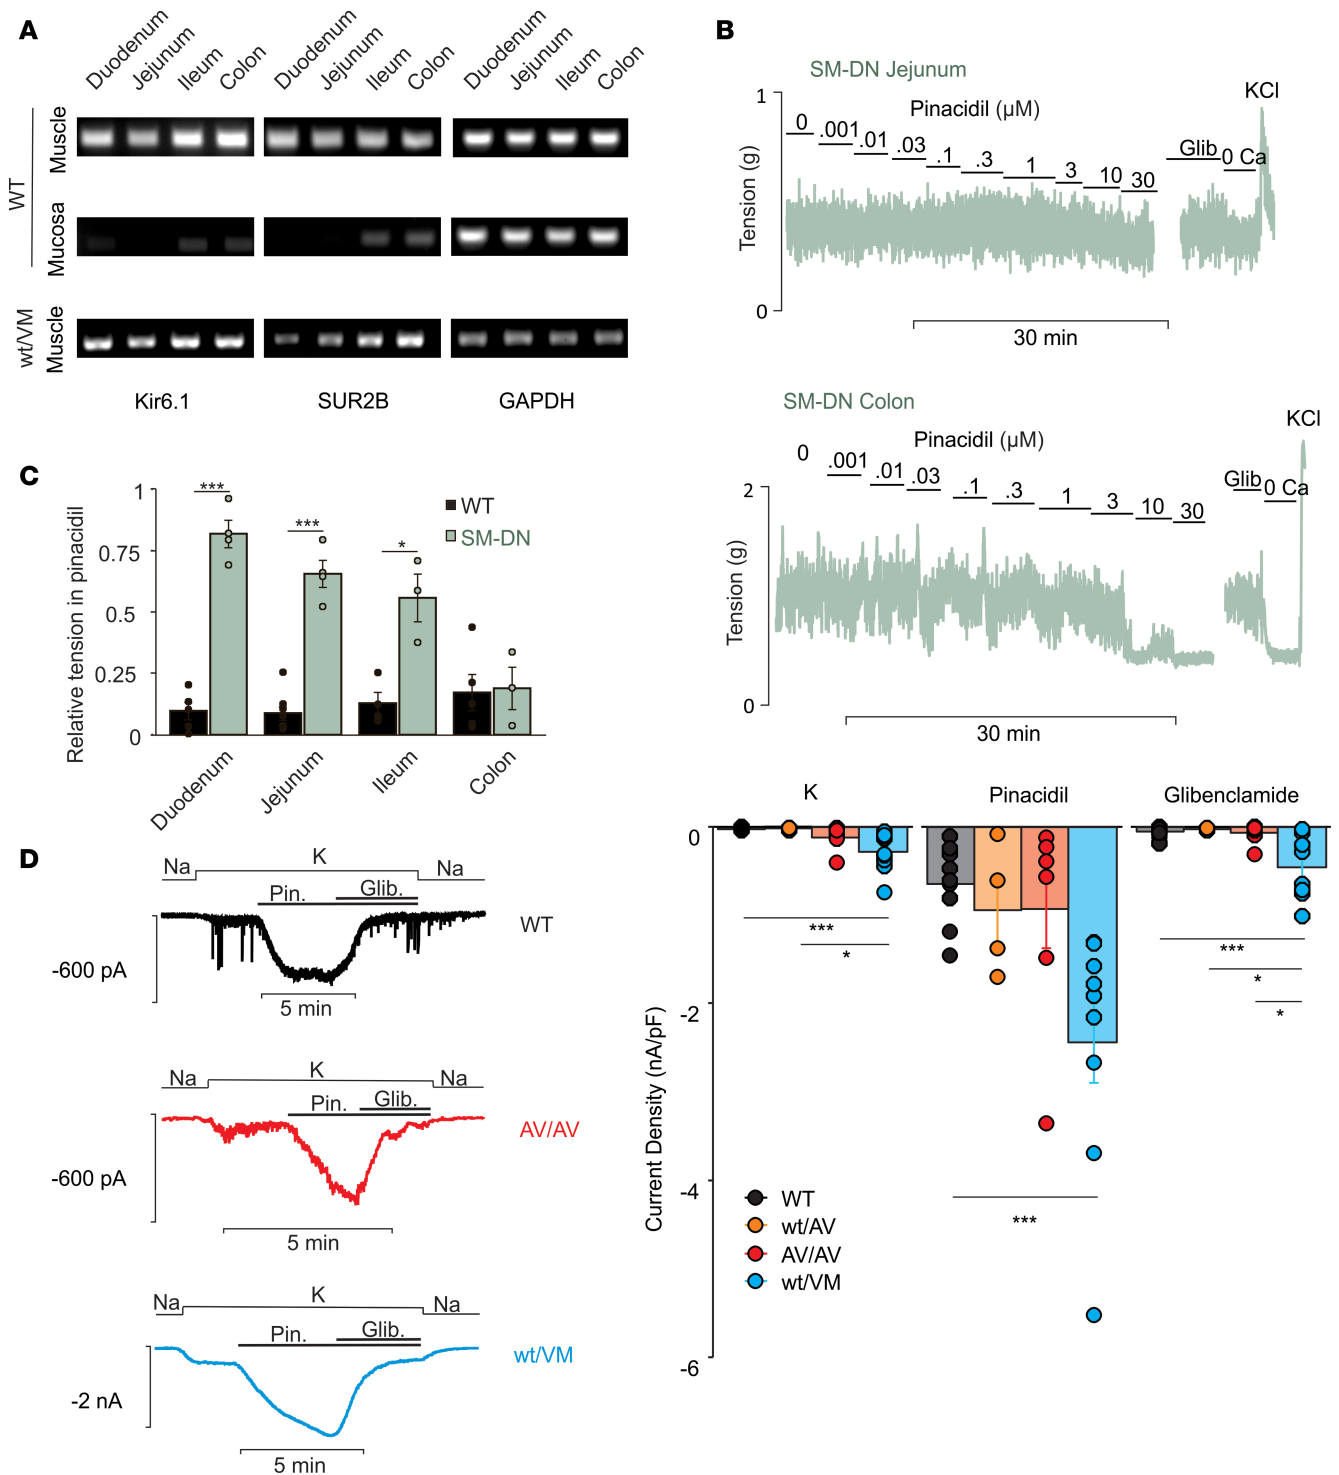 A
Duodenum
Jejunum
Ileum
Colon
Duodenum
Jejunum
Ileum
Colon
Duodenum
Jejunum
Ileum
Colon
WT
Muscle
Mucosa
wt/VM
Muscle
Kir6.1
SUR2B
GAPDH
B
SM-DN Jejunum
Pinacidil (µM)
KCl
1
0
.001
.01
.03
.1
.3
1
3
10
30
Glib
0 Ca
Tension (g)
0
30 min
SM-DN Colon
Pinacidil (µM)
KCl
0
.001
.01
.03
.1
.3
1
3
10
30
Glib
0 Ca
2
Tension (g)
0
30 min
C
Relative tension in pinacidil
1
0.75
0.5
0.25
0
***
***
*
WT
SM-DN
Duodenum
Jejunum
Ileum
Colon
D
Na
K
Na
Pin.
Glib.
WT
-600 pA
5 min
Na
K
Na
Pin.
Glib.
AV/AV
-600 pA
5 min
Na
K
Na
Pin.
Glib.
wt/VM
-2 nA
5 min
K
Pinacidil
Glibenclamide
0
-2
-4
-6
Current Density (nA/pF)
***
*
***
***
*
*
WT
wt/AV
AV/AV
wt/VM